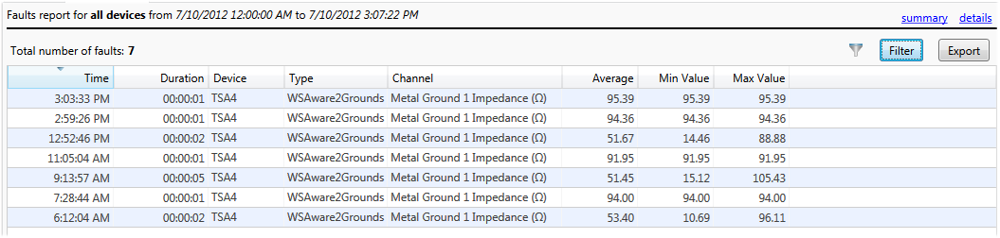 Faults report for all devices from 7/10/2012 12:00:00 AM to 7/10/2012 3:07:22 PM
summary details
Total number of faults: 7 Filter Export
Time Duration Device Type Channel Average Min Value Max Value
3:03:33 PM 00:00:01 TSA4 WSAware2Grounds Metal Ground 1 Impedance (Ω) 95.39 95.39 95.39
2:59:26 PM 00:00:01 TSA4 WSAware2Grounds Metal Ground 1 Impedance (Ω) 94.36 94.36 94.36
12:52:46 PM 00:00:02 TSA4 WSAware2Grounds Metal Ground 1 Impedance (Ω) 51.67 14.46 88.88
11:05:04 AM 00:00:01 TSA4 WSAware2Grounds Metal Ground 1 Impedance (Ω) 91.95 91.95 91.95
9:13:57 AM 00:00:05 TSA4 WSAware2Grounds Metal Ground 1 Impedance (Ω) 51.45 15.12 105.43
7:28:44 AM 00:00:01 TSA4 WSAware2Grounds Metal Ground 1 Impedance (Ω) 94.00 94.00 94.00
6:12:04 AM 00:00:02 TSA4 WSAware2Grounds Metal Ground 1 Impedance (Ω) 53.40 10.69 96.11